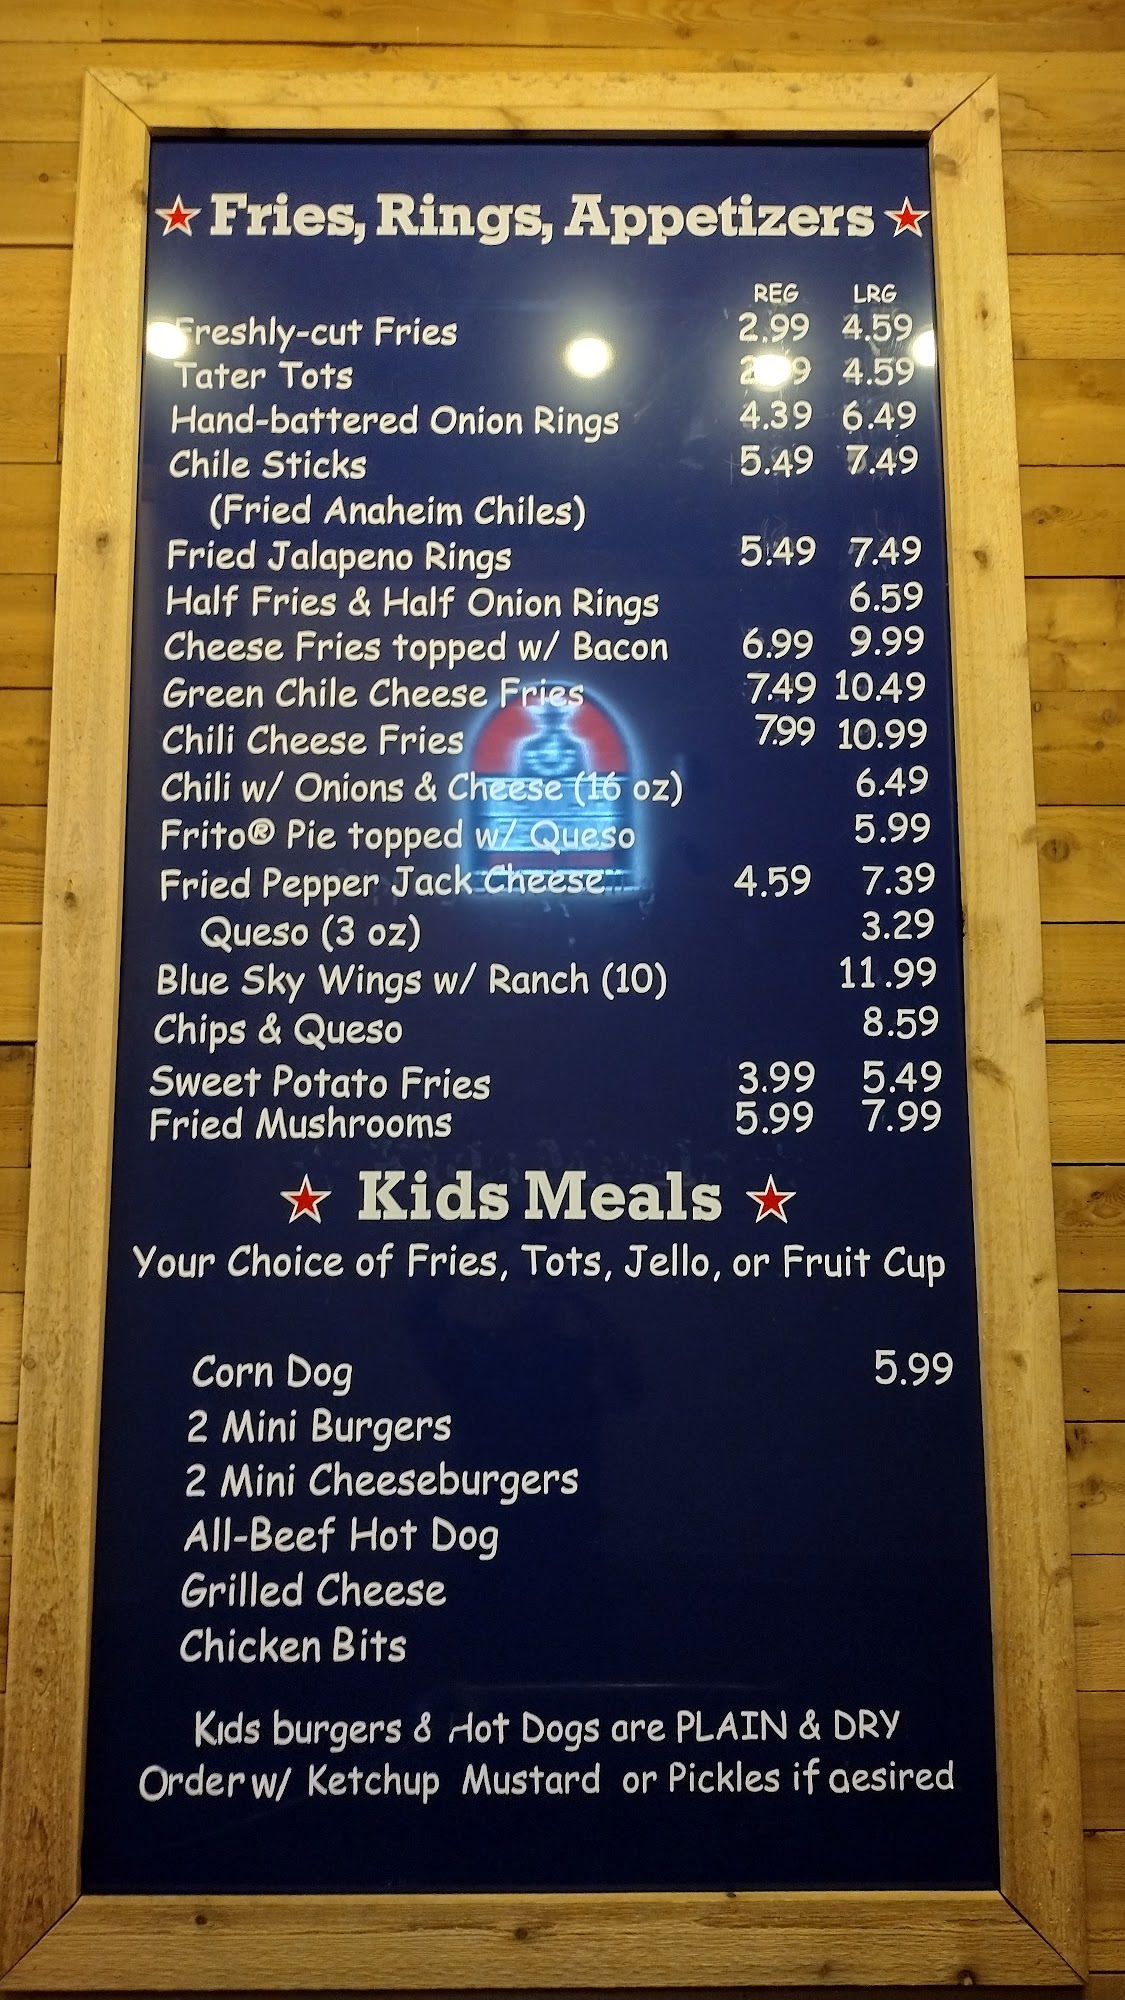 Fries, Rings, Appetizers
REG LRG
Freshly-cut Fries 2.99 4.59
Tater Tots 4.59
Hand-battered Onion Rings 4.39 6.49
Chile Sticks 5.49 7.49
(Fried Anaheim Chiles)
Fried Jalapeno Rings 5.49 7.49
Half Fries & Half Onion Rings 6.59
Cheese Fries topped w/ Bacon 6.99 9.99
Green Chile Cheese Fries 7.49 10.49
Chili Cheese Fries 7.99 10.99
Chili w/ Onions & Cheese (16 oz) 6.49
Frito® Pie topped w/ Queso 5.99
Fried Pepper Jack Cheese 4.59 7.39
Queso (3 oz) 3.29
Blue Sky Wings w/ Ranch (10) 11.99
Chips & Queso 8.59
Sweet Potato Fries 3.99 5.49
Fried Mushrooms 5.99 7.99
Kids Meals
Your Choice of Fries, Tots, Jello, or Fruit Cup
Corn Dog 5.99
2 Mini Burgers
2 Mini Cheeseburgers
All-Beef Hot Dog
Grilled Cheese
Chicken Bits
Kids burgers & Hot Dogs are PLAIN & DRY
Order w/ Ketchup Mustard or Pickles if desired